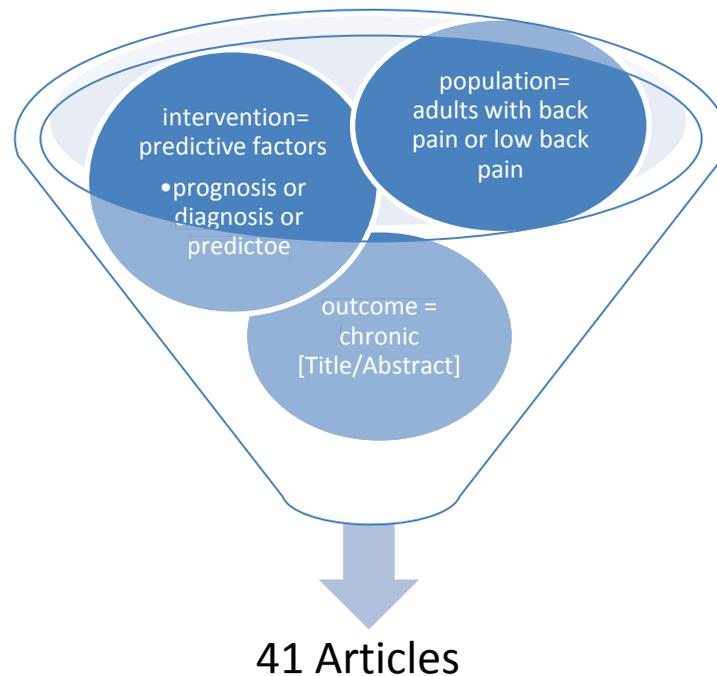 intervention=
predictive factors
•prognosis or
diagnosis or
predictoe
population=
adults with back
pain or low back
pain
outcome =
chronic
[Title/Abstract]
41 Articles